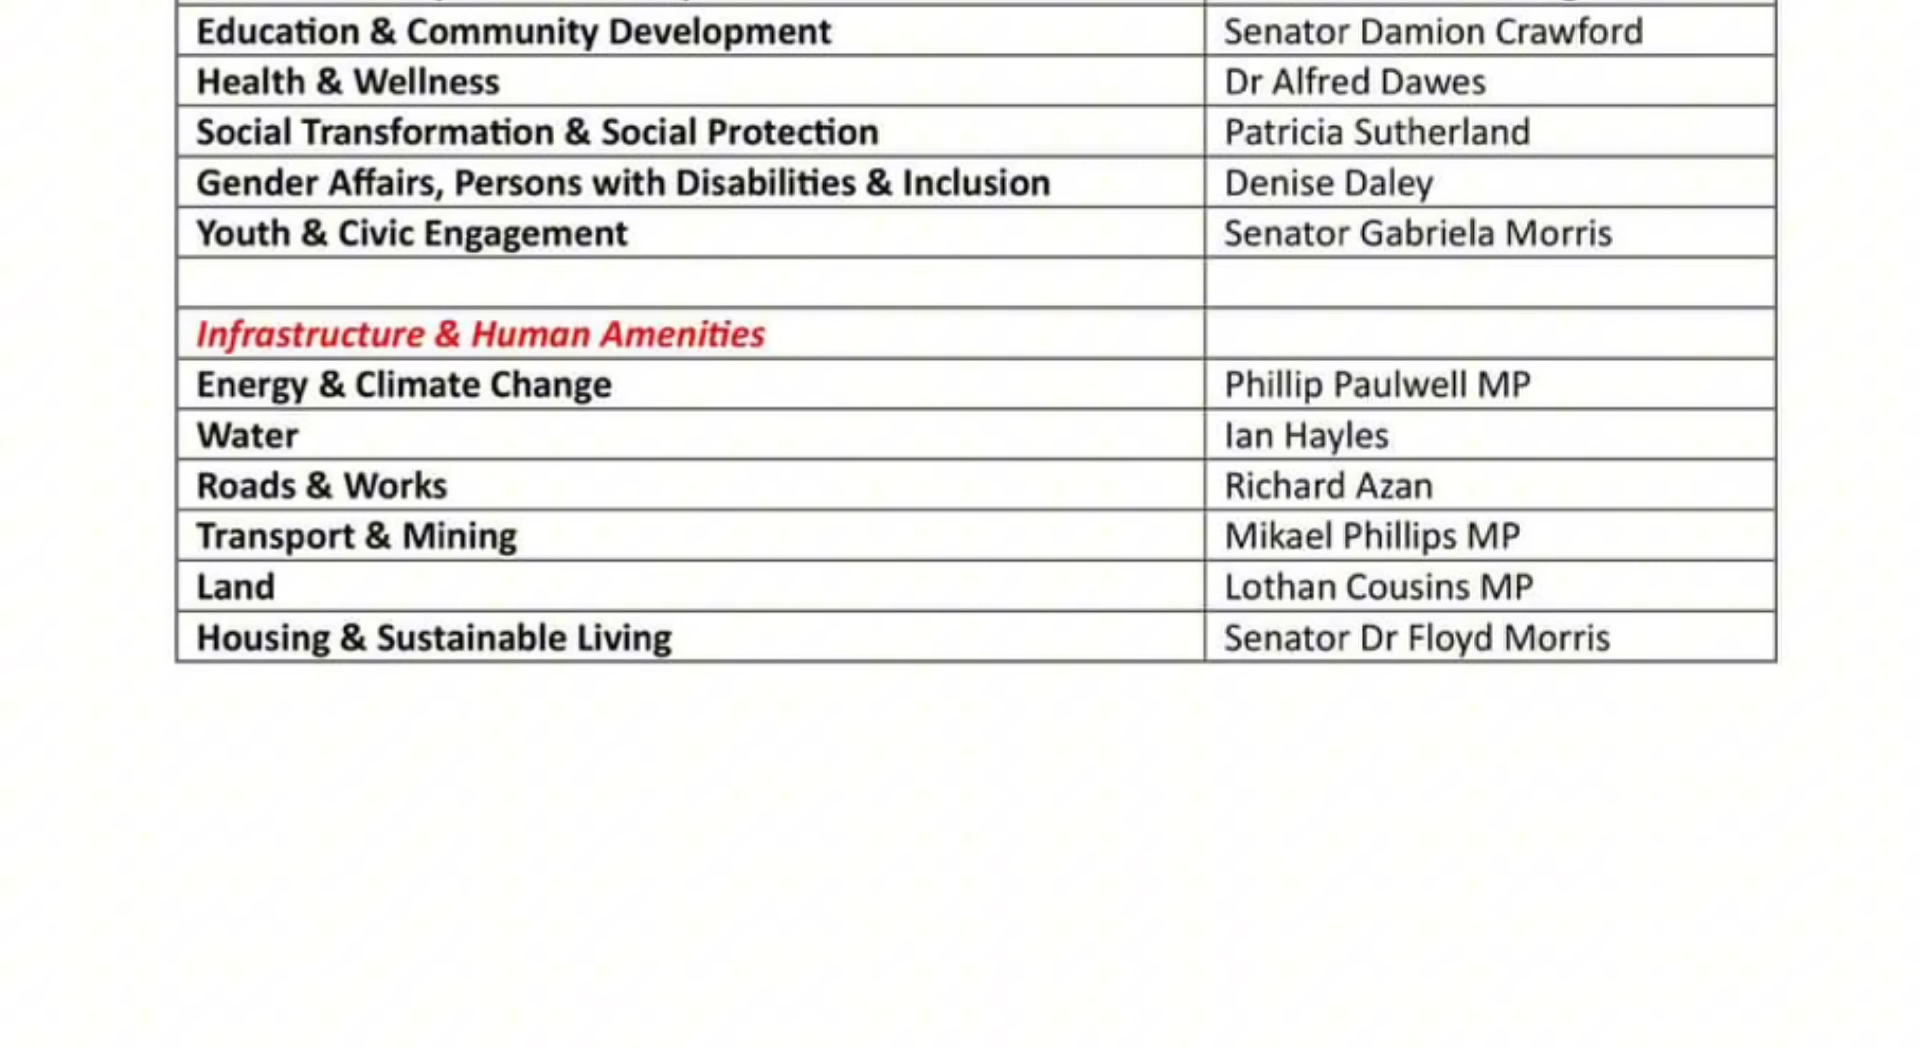 Education & Community Development Senator Damion Crawford
Health & Wellness Dr Alfred Dawes
Social Transformation & Social Protection Patricia Sutherland
Gender Affairs, Persons with Disabilities & Inclusion Denise Daley
Youth & Civic Engagement Senator Gabriela Morris
Infrastructure & Human Amenities
Energy & Climate Change Phillip Paulwell MP
Water Ian Hayles
Roads & Works Richard Azan
Transport & Mining Mikael Phillips MP
Land Lothan Cousins MP
Housing & Sustainable Living Senator Dr Floyd Morris